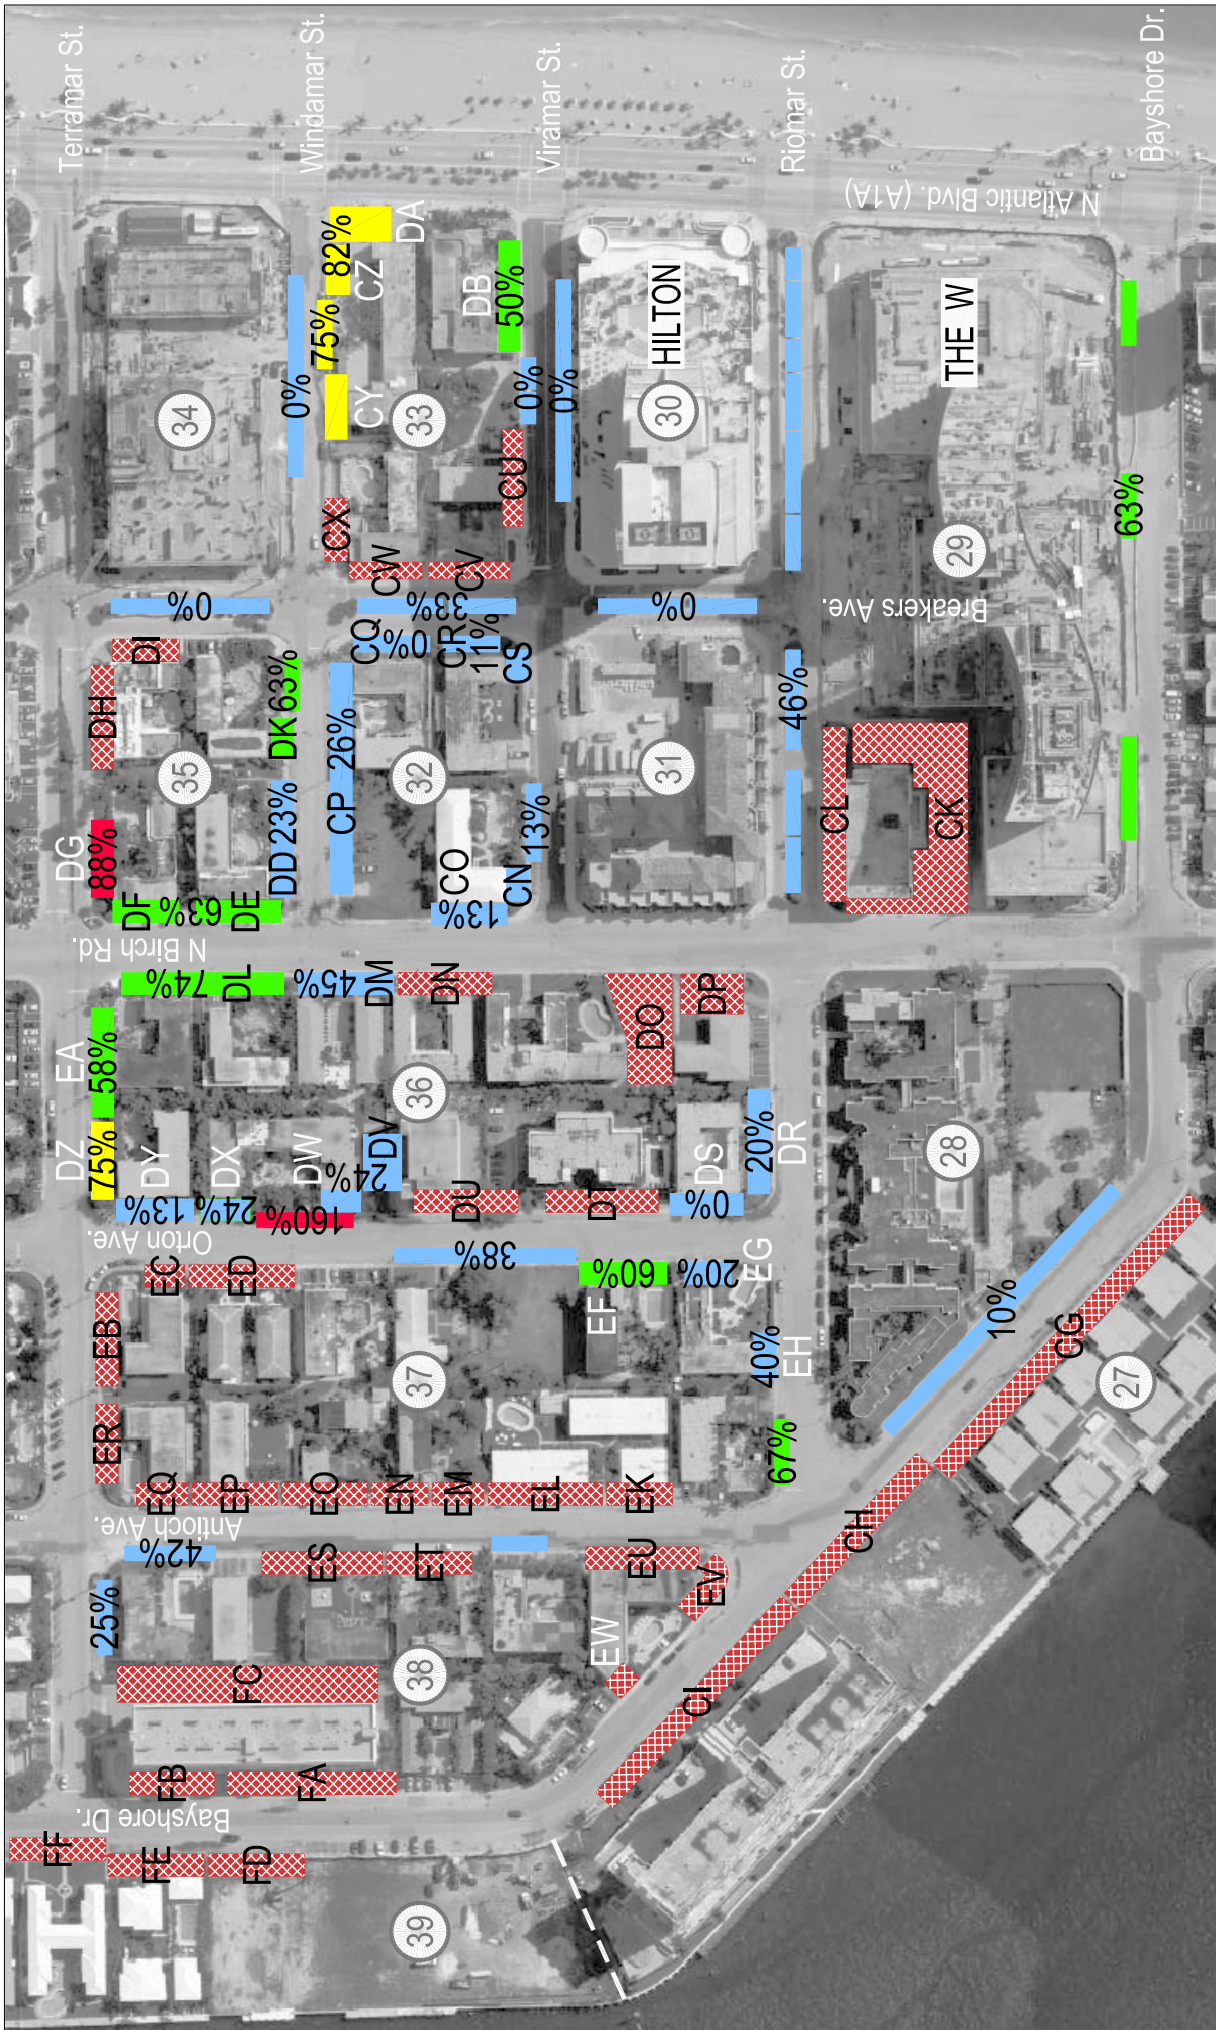 Terramar St.
Windamar St.
Viramar St.
Riomar St.
Bayshore Dr.
N Atlantic Blvd. (A1A)
34
0%
82%
DA
CZ
75%
CY
33
DB
50%
0%
0%
HILTON
30
THE W
29
63%
CX
CW
CV
CU
Breakers Ave.
0%
33%
0%
DI
DH
35
DK 63%
DG
88%
DF
63%
DE
DD 23%
CQ
0%
CR
11%
CS
CP 26%
32
CO
CN
13%
13%
31
46%
CL
CK
N Birch Rd.
74%
DL
45%
DM
DN
DO
DP
EA
58%
DZ
75%
DY
13%
DX
24%
DW
160%
24%
DV
36
DU
DT
DS
0%
20%
DR
28
Orton Ave.
EC
ED
EB
ER
38%
60%
EF
20%
EG
40%
EH
67%
37
EQ
EP
EO
EN
EM
EL
EK
10%
CG
27
Antioch Ave.
42%
25%
ES
ET
EU
EV
EW
CH
CI
FC
38
FB
FA
Bayshore Dr.
FF
FE
FD
39